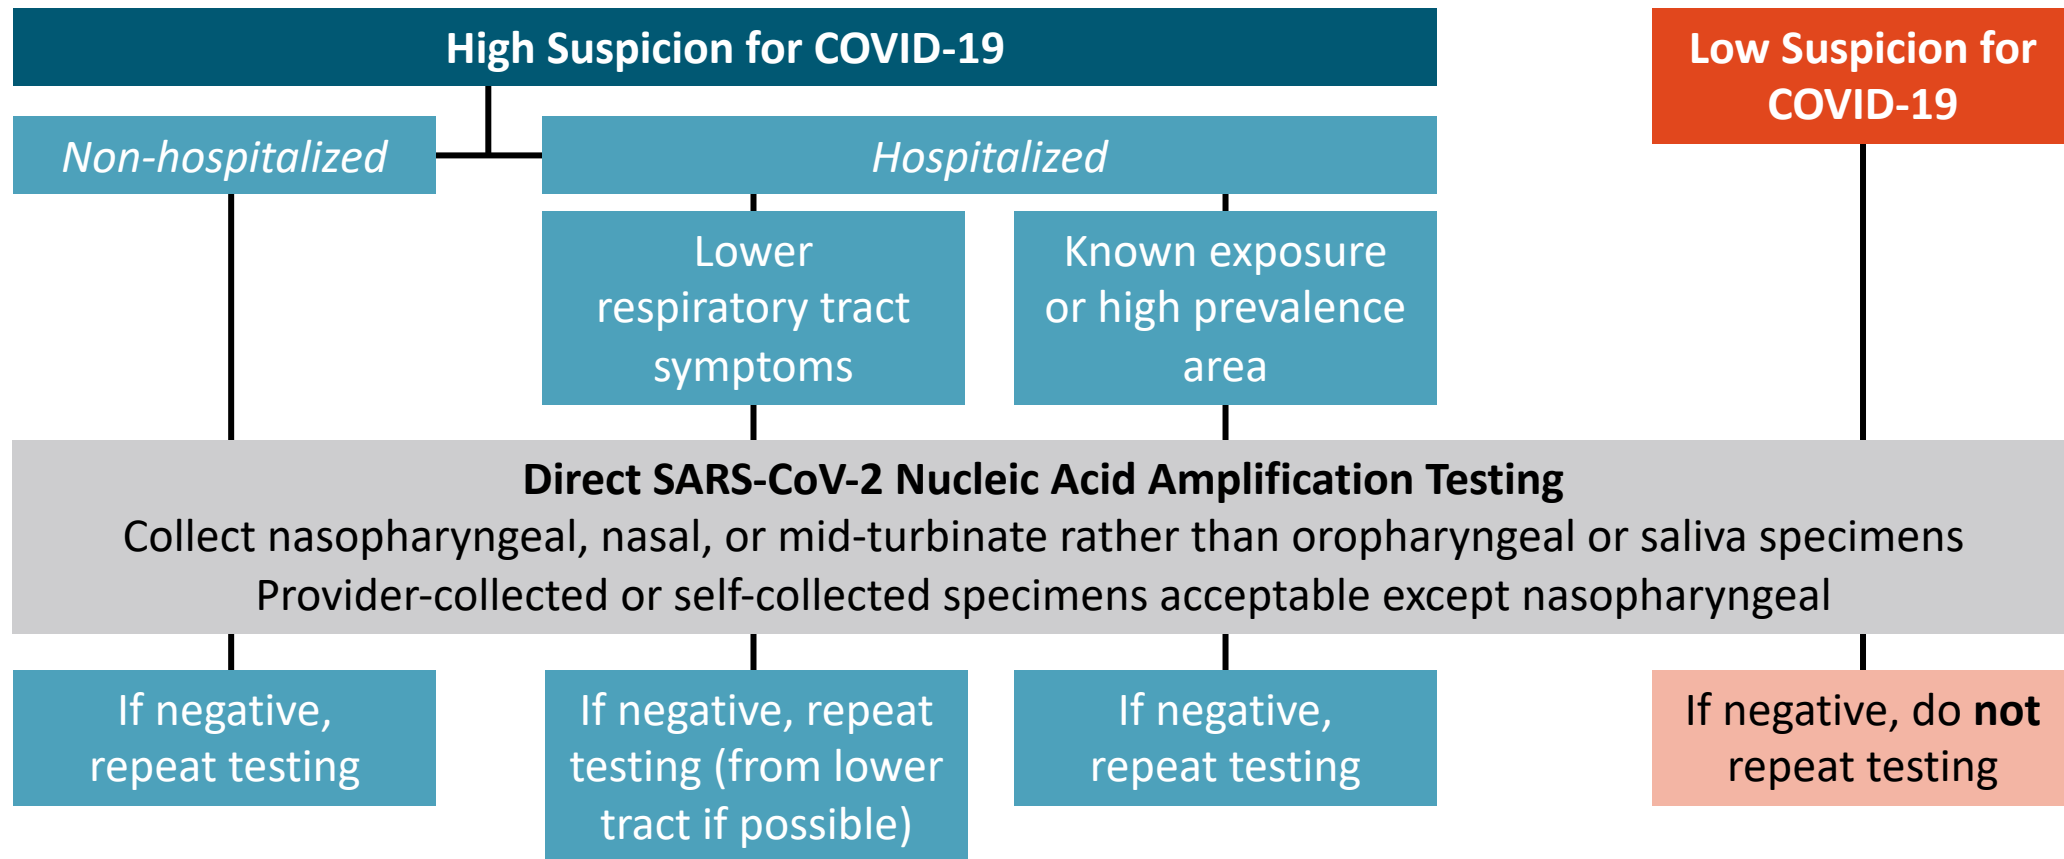 High Suspicion for COVID-19
Low Suspicion for
COVID-19
Non-hospitalized
Hospitalized
Lower
respiratory tract
symptoms
Known exposure
or high prevalence
area
Direct SARS-CoV-2 Nucleic Acid Amplification Testing
Collect nasopharyngeal, nasal, or mid-turbinate rather than oropharyngeal or saliva specimens
Provider-collected or self-collected specimens acceptable except nasopharyngeal
If negative,
repeat testing
If negative, repeat
testing (from lower
tract if possible)
If negative,
repeat testing
If negative, do not
repeat testing